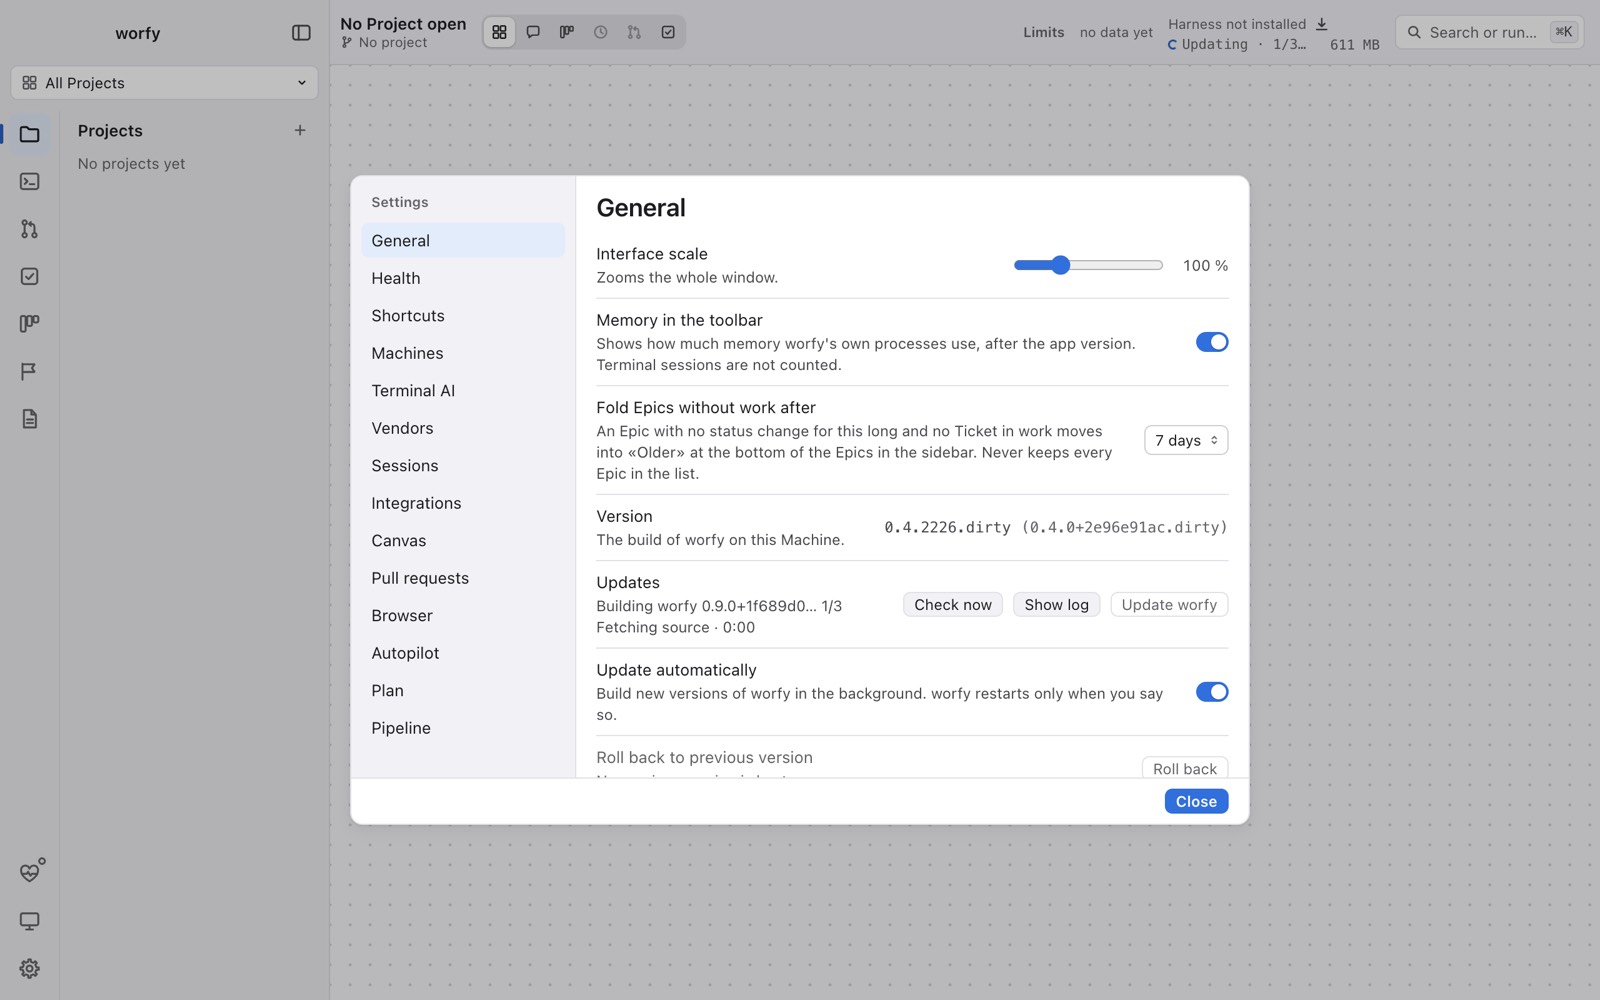 worfy
No Project open
No project
Limits no data yet
Harness not installed
Updating · 1/3… 611 MB
Search or run... ⌘K
All Projects
Projects
No projects yet
Settings
General
Health
Shortcuts
Machines
Terminal AI
Vendors
Sessions
Integrations
Canvas
Pull requests
Browser
Autopilot
Plan
Pipeline
General
Interface scale
Zooms the whole window.
100 %
Memory in the toolbar
Shows how much memory worfy's own processes use, after the app version.
Terminal sessions are not counted.
Fold Epics without work after
An Epic with no status change for this long and no Ticket in work moves
into «Older» at the bottom of the Epics in the sidebar. Never keeps every
Epic in the list.
7 days
Version
The build of worfy on this Machine.
0.4.2226.dirty (0.4.0+2e96e91ac.dirty)
Updates
Building worfy 0.9.0+1f689d0... 1/3
Fetching source · 0:00
Check now
Show log
Update worfy
Update automatically
Build new versions of worfy in the background. worfy restarts only when you say
so.
Roll back to previous version
Roll back
Close